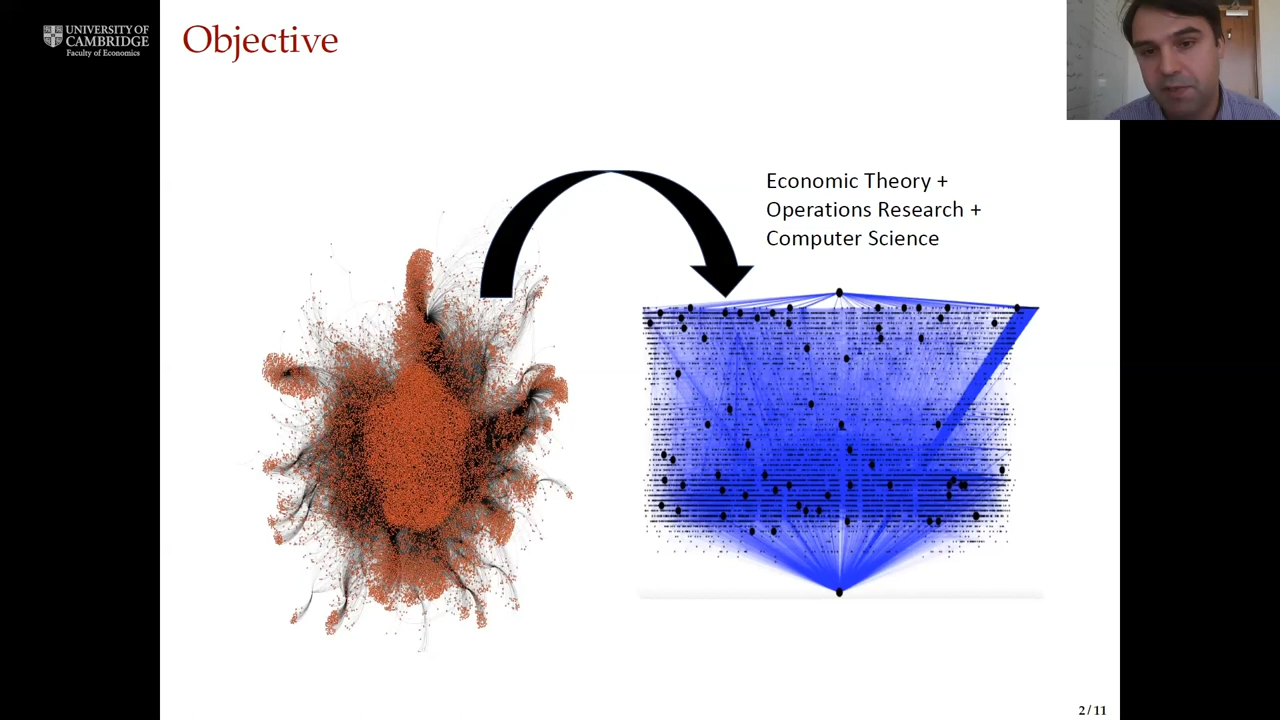 UNIVERSITY OF
CAMBRIDGE
Faculty of Economics
Objective
Economic Theory +
Operations Research +
Computer Science
2 / 11